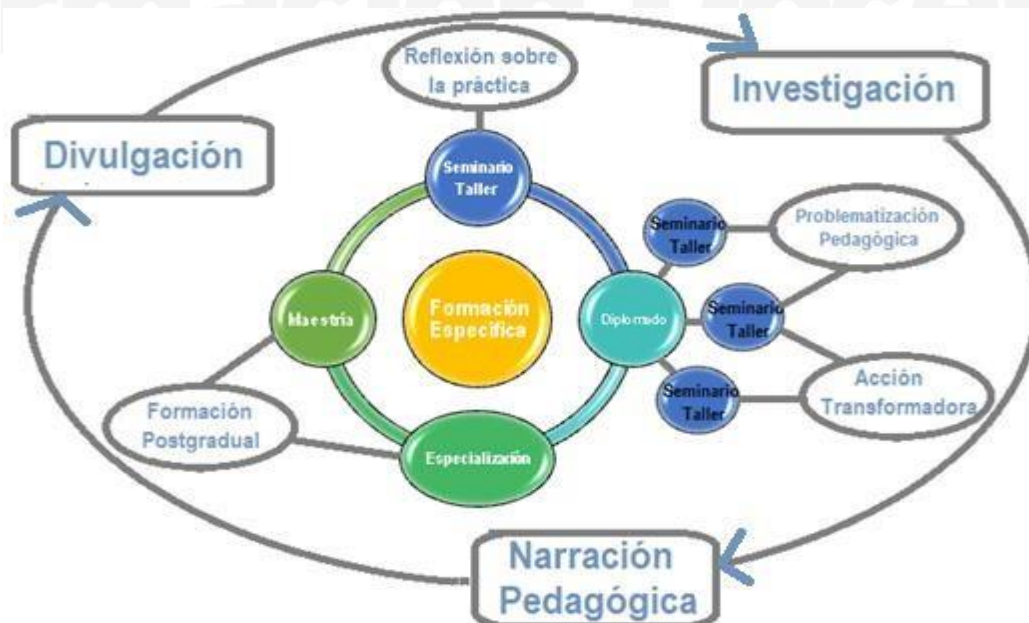 Reflexión sobre
la práctica
Investigación
Divulgación
Seminario
Taller
Seminario
Taller
Problematización
Pedagógica
Maestría
Formación
Específica
Diplomado
Seminario
Taller
Seminario
Taller
Acción
Transformadora
Formación
Postgradual
Especialización
Narración
Pedagógica